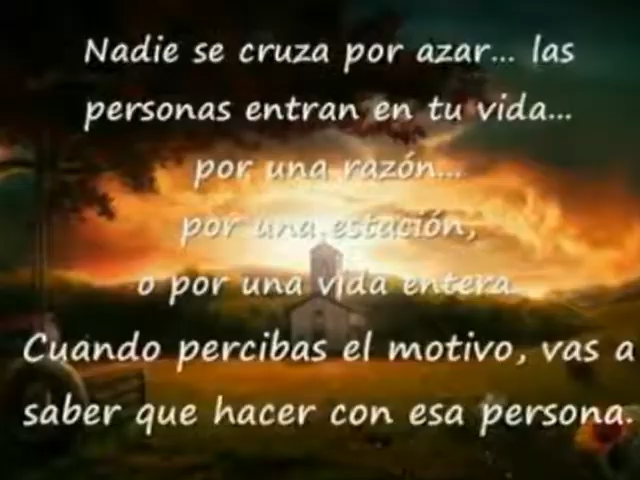 Nadie se cruza por azar... las
personas entran en tu vida...
por una razón...
por una estación,
o por una vida entera.
Cuando percibas el motivo, vas a
saber que hacer con esa persona.